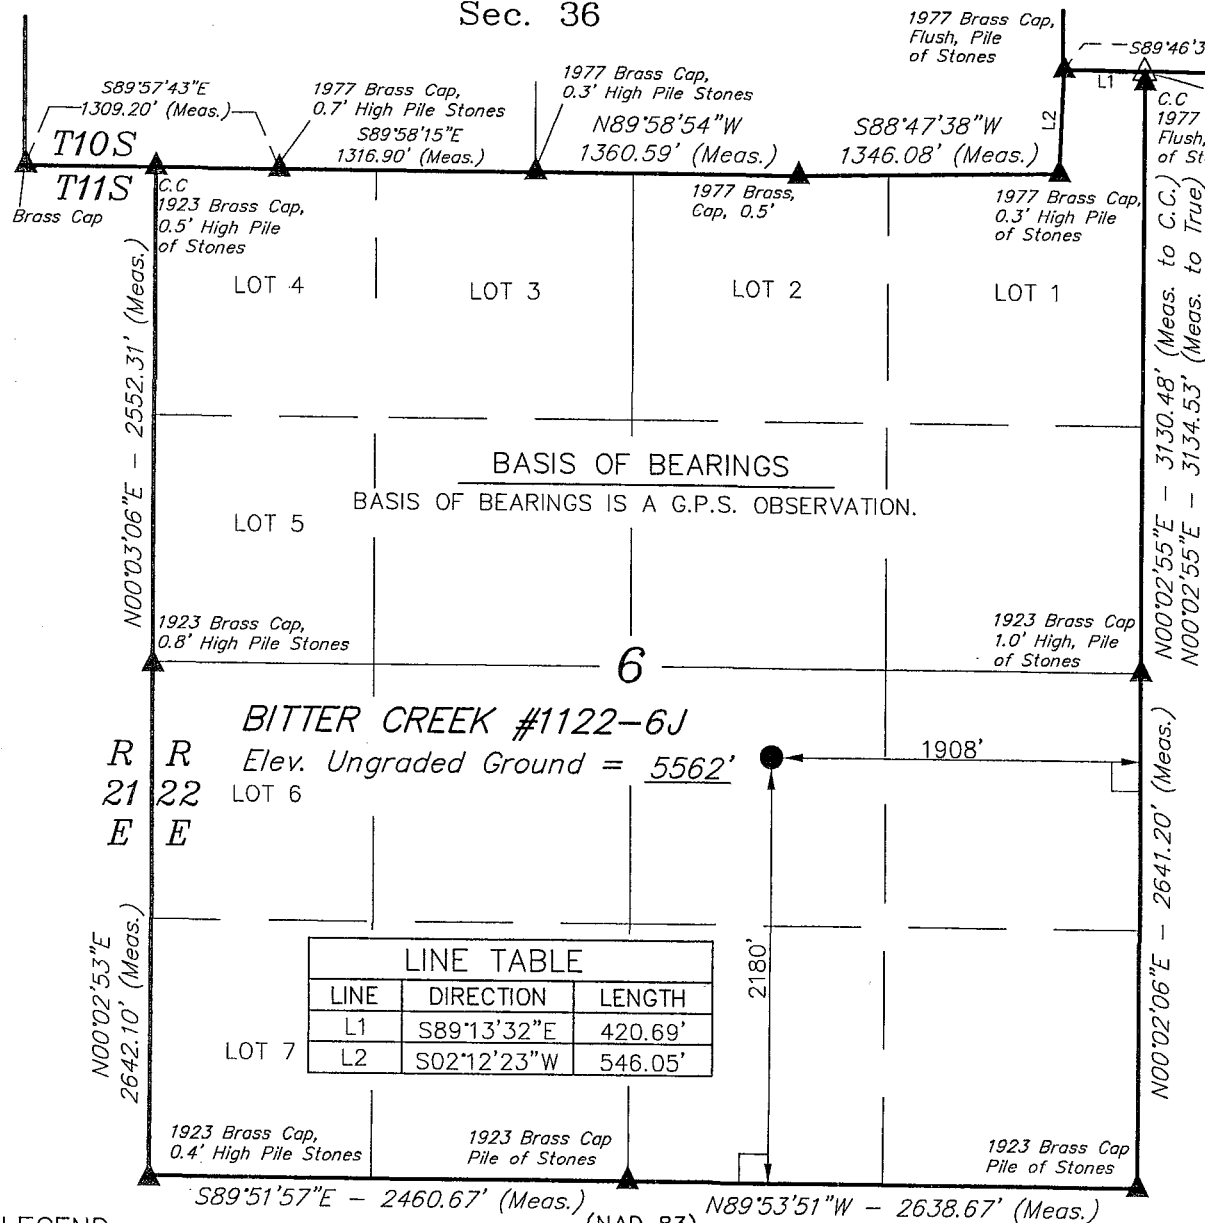 Sec. 36
1977 Brass Cap,
Flush, Pile
of Stones
S89°46'3
L1
L2
C.C
1977
Flush,
of St
S89°57'43"E
1309.20' (Meas.)
1977 Brass Cap,
0.7' High Pile Stones
S89°58'15"E
1316.90' (Meas.)
1977 Brass Cap,
0.3' High Pile Stones
N89°58'54"W
1360.59' (Meas.)
S88°47'38"W
1346.08' (Meas.)
T10S
T11S
Brass Cap
C.C
1923 Brass Cap,
0.5' High Pile
of Stones
1977 Brass,
Cap, 0.5'
1977 Brass Cap,
0.3' High Pile
of Stones
LOT 4
LOT 3
LOT 2
LOT 1
N00°03'06"E - 2552.31' (Meas.)
N00°02'55"E - 3130.48' (Meas. to C.C.)
N00°02'55"E - 3134.53' (Meas. to True)
BASIS OF BEARINGS
BASIS OF BEARINGS IS A G.P.S. OBSERVATION.
LOT 5
1923 Brass Cap,
0.8' High Pile Stones
1923 Brass Cap
1.0' High, Pile
of Stones
6
BITTER CREEK #1122-6J
Elev. Ungraded Ground = 5562'
1908'
R R
21 22
E E
LOT 6
2180'
N00°02'06"E - 2641.20' (Meas.)
N00°02'53"E
2642.10' (Meas.)
LINE TABLE
LINE DIRECTION LENGTH
L1 S89°13'32"E 420.69'
L2 S02°12'23"W 546.05'
LOT 7
1923 Brass Cap,
0.4' High Pile Stones
1923 Brass Cap
Pile of Stones
1923 Brass Cap
Pile of Stones
S89°51'57"E - 2460.67' (Meas.)
N89°53'51"W - 2638.67' (Meas.)
LEGEND
(NAD 83)